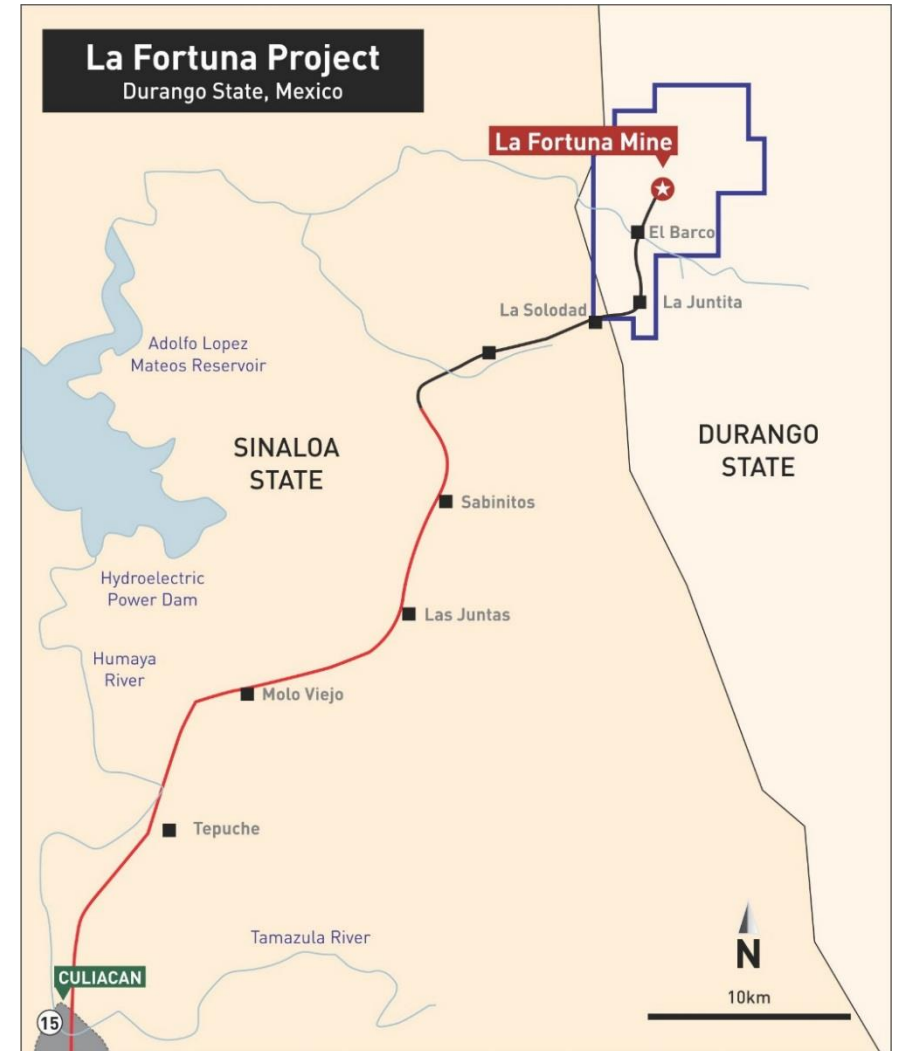 La Fortuna Project
Durango State, Mexico
La Fortuna Mine
El Barco
La Solodad
La Juntita
Adolfo Lopez
Mateos Reservoir
SINALOA
STATE
DURANGO
STATE
Sabinitos
Hydroelectric
Power Dam
Las Juntas
Humaya
River
Molo Viejo
Tepuche
Tamazula River
CULIACAN
15
N
10km